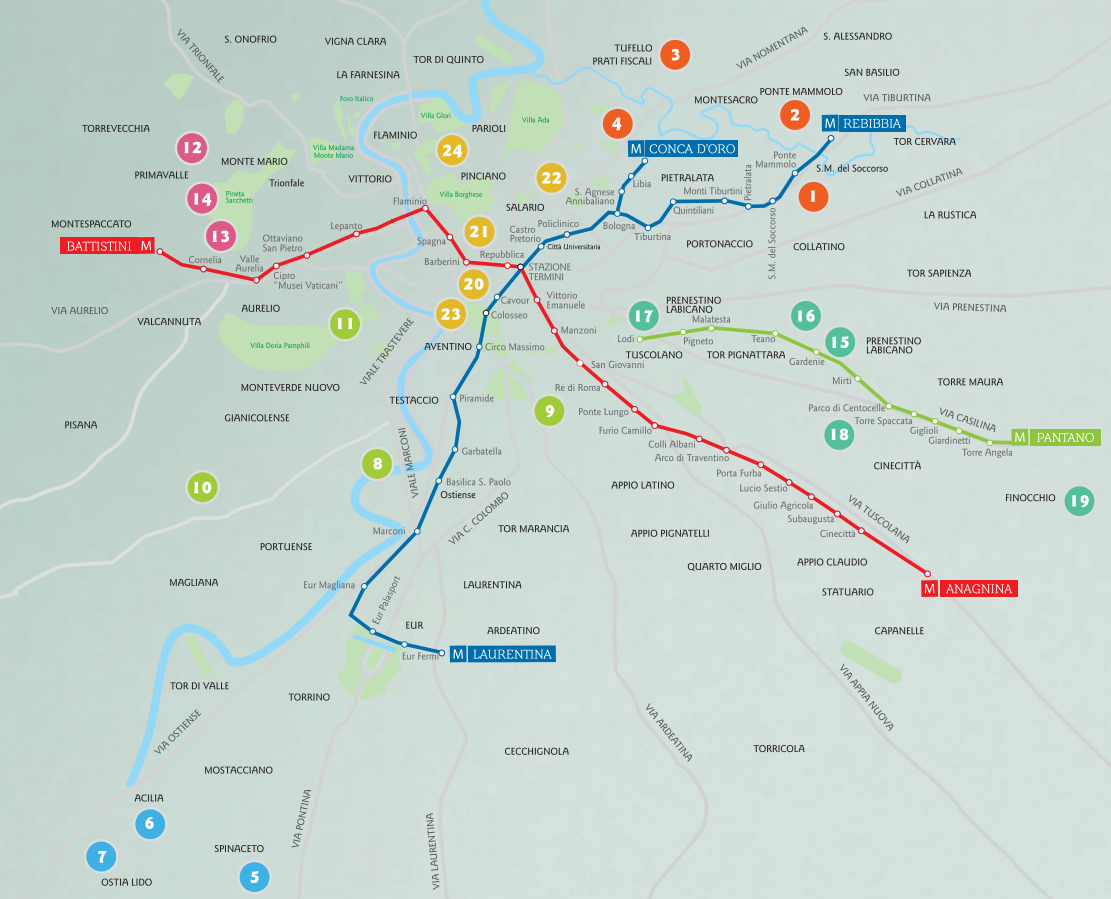 VIA TRIONFALE
S. ONOFRIO
VIGNA CLARA
TOR DI QUINTO
LA FARNESINA
Foro Italico
TUFELLO
PRATI FISCALI
3
VIA NOMENTANA
S. ALESSANDRO
SAN BASILIO
PONTE MAMMOLO
VIA TIBURTINA
MONTESACRO
2
M REBIBBIA
TOR CERVARA
4
M CONCA D'ORO
TORREVECCHIA
12
MONTE MARIO
PRIMAVALLE
Trionfale
Villa Madama
Monte Mario
FLAMINIO
Villa Glori
PARIOLI
Villa Ada
24
VITTORIO
PINCIANO
22
Villa Borghese
SALARIO
14
Pineta
Sacchetti
13
MONTESPACCATO
BATTISTINI M
Cornelia
Valle
Aurelia
Cipro
"Musei Vaticani"
Ottaviano
San Pietro
Lepanto
Flaminio
Spagna
Barberini
Repubblica
21
Castro
Pretorio
Policlinico
Città Universitaria
STAZIONE
TERMINI
S. Agnese
Annibaliano
Libia
Bologna
Tiburtina
PIETRALATA
Quintiliani
Monti Tiburtini
Pietralata
S.M. del Soccorso
Ponte
Mammolo
S.M. del Soccorso
1
VIA COLLATINA
LA RUSTICA
PORTONACCIO
COLLATINO
TOR SAPIENZA
VIA PRENESTINA
VIA AURELIO
AURELIO
VALCANNUTA
11
Villa Doria Pamphili
VIALE TRASTEVERE
20
23
Cavour
Colosseo
Vittorio
Emanuele
Manzoni
AVENTINO
Circo Massimo
San Giovanni
Re di Roma
Ponte Lungo
Furio Camillo
Colli Albani
Arco di Traventino
Porta Furba
Lucio Sestio
Giulio Agricola
Subaugusta
Cinecittà
VIA TUSCOLANA
M ANAGNINA
17
PRENESTINO
LABICANO
Lodi
Pigneto
Malatesta
TUSCOLANO
TOR PIGNATTARA
Teano
16
15
PRENESTINO
LABICANO
Gardenie
Mirti
TORRE MAURA
Parco di Centocelle
Torre Spaccata
Giglioli
Giardinetti
Torre Angela
VIA CASILINA
M PANTANO
18
CINECITTÀ
FINOCCHIO
19
MONTEVERDE NUOVO
GIANICOLENSE
PISANA
TESTACCIO
Piramide
9
Garbatella
8
VIALE MARCONI
10
Basilica S. Paolo
Ostiense
VIA C. COLOMBO
Marconi
TOR MARANCIA
APPIO LATINO
APPIO PIGNATELLI
QUARTO MIGLIO
APPIO CLAUDIO
STATUARIO
CAPANELLE
PORTUENSE
MAGLIANA
Eur Magliana
Eur Palasport
LAURENTINA
EUR
ARDEATINO
Eur Fermi
M LAURENTINA
TOR DI VALLE
TORRINO
VIA OSTIENSE
CECCHIGNOLA
VIA ARDEATINA
TORRICOLA
VIA APPIA NUOVA
MOSTACCIANO
ACILIA
6
7
OSTIA LIDO
SPINACETO
5
VIA PONTINA
VIA LAURENTINA